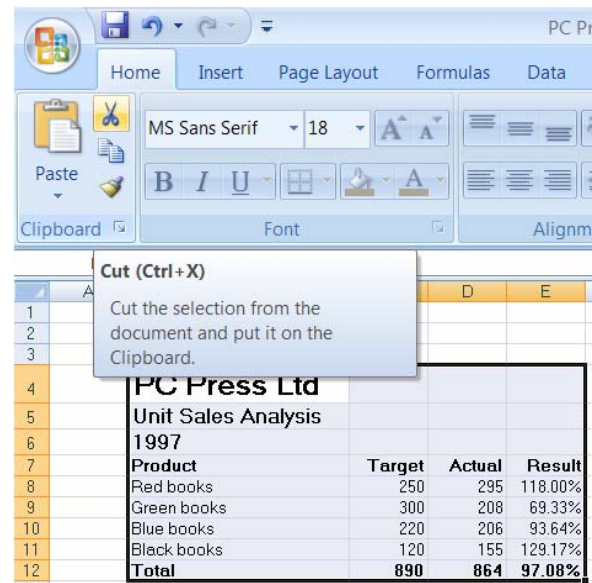 PC P
Home Insert Page Layout Formulas Data
MS Sans Serif 18 A A
Paste
B I U A
Clipboard Font Alignm
Cut (Ctrl+X)
Cut the selection from the
document and put it on the
Clipboard.
A D E
1
2
3
4 PC Press Ltd
5 Unit Sales Analysis
6 1997
7 Product Target Actual Result
8 Red books 250 295 118.00%
9 Green books 300 208 69.33%
10 Blue books 220 206 93.64%
11 Black books 120 155 129.17%
12 Total 890 864 97.08%